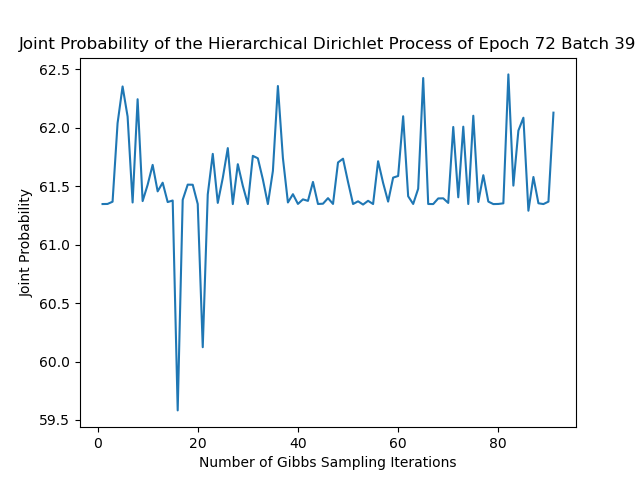 Joint Probability of the Hierarchical Dirichlet Process of Epoch 72 Batch 39
62.5
62.0
61.5
61.0
60.5
60.0
59.5
Joint Probability
0 20 40 60 80
Number of Gibbs Sampling Iterations